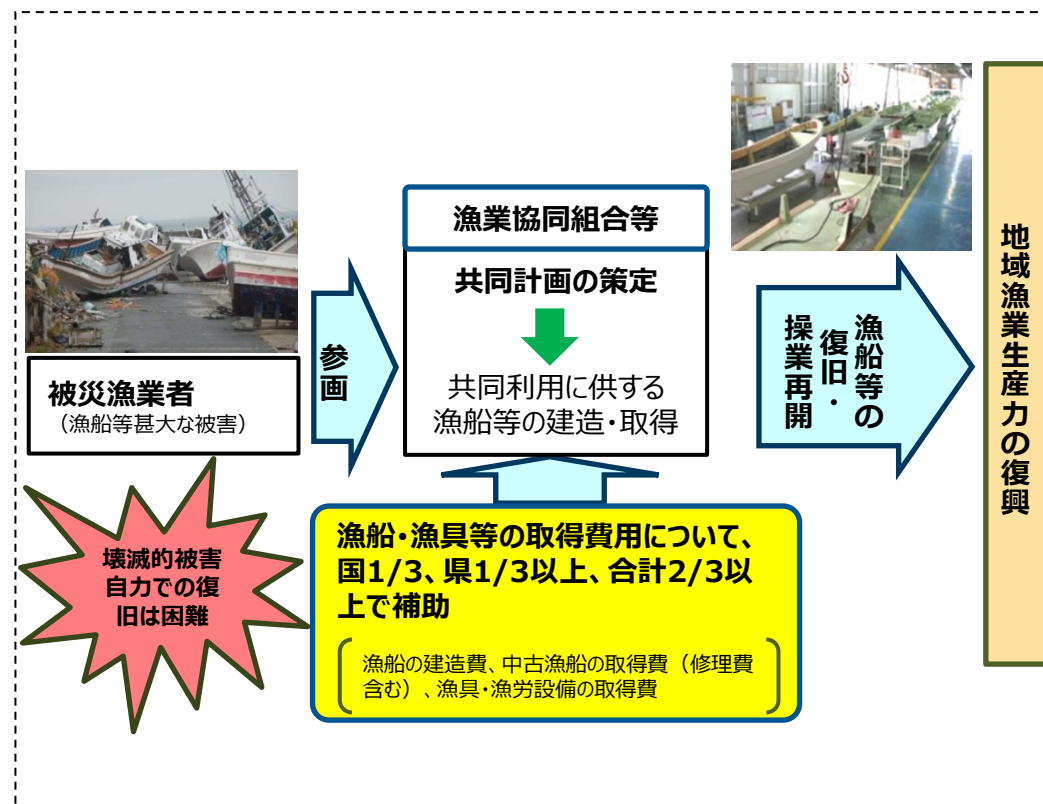 被災漁業者
（漁船等甚大な被害）
壊滅的被害
自力での復
旧は困難
参画
漁業協同組合等
共同計画の策定
共同利用に供する
漁船等の建造・取得
漁船・漁具等の取得費用について、
国1/3、県1/3以上、合計2/3以
上で補助
漁船の建造費、中古漁船の取得費（修理費
含む）、漁具・漁労設備の取得費
漁船等の
復旧・
操業再開
地域漁業生産力の復興